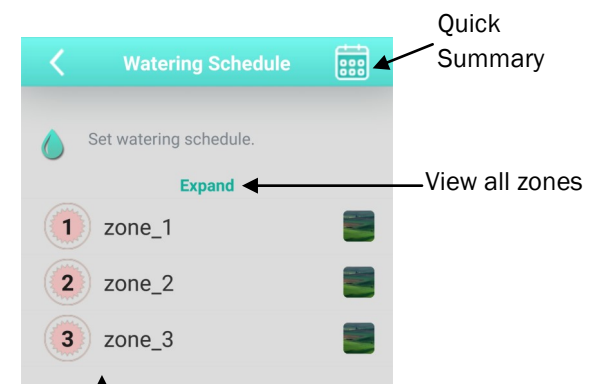 Quick
Summary
Watering Schedule
Set watering schedule.
Expand
View all zones
1 zone_1
2 zone_2
3 zone_3